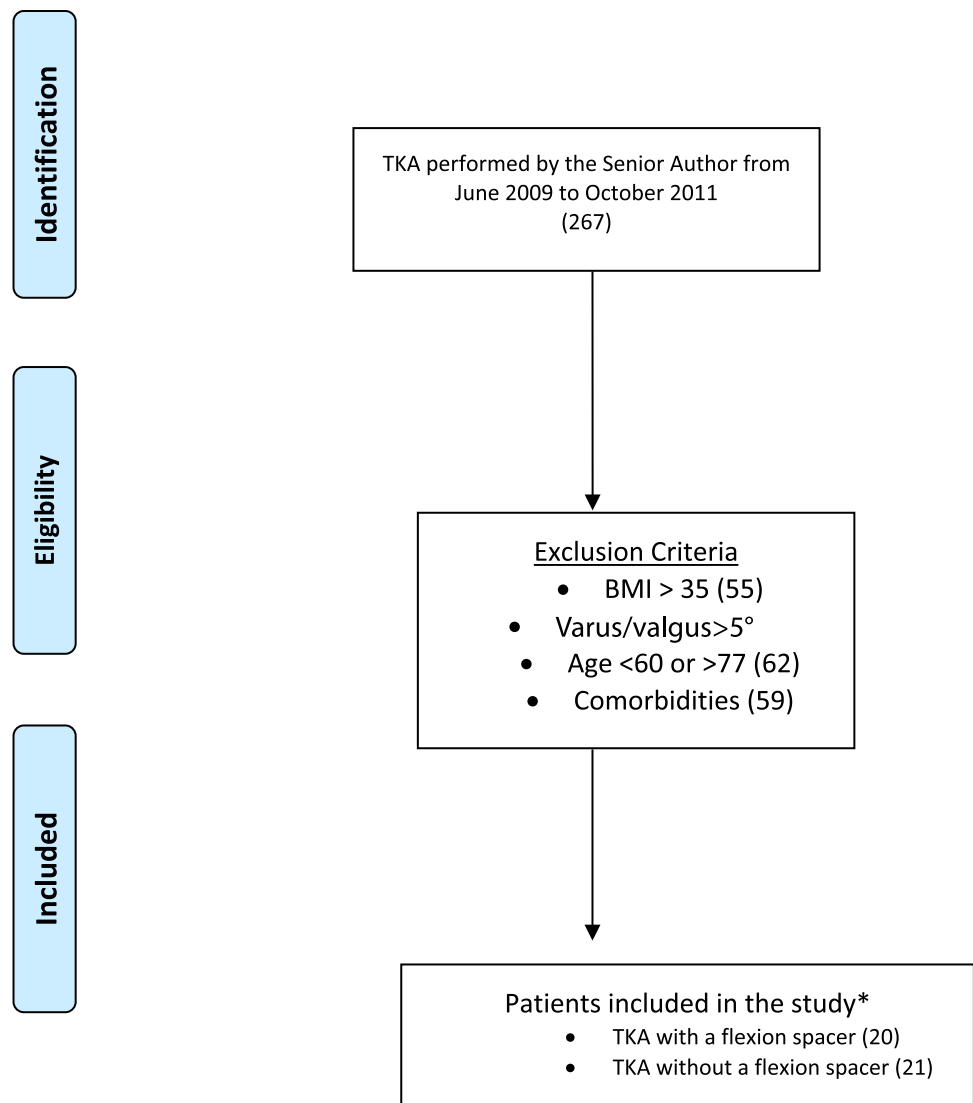 Identification
TKA performed by the Senior Author from
June 2009 to October 2011
(267)
Eligibility
Exclusion Criteria
• BMI > 35 (55)
• Varus/valgus>5°
• Age <60 or >77 (62)
• Comorbidities (59)
Included
Patients included in the study*
• TKA with a flexion spacer (20)
• TKA without a flexion spacer (21)